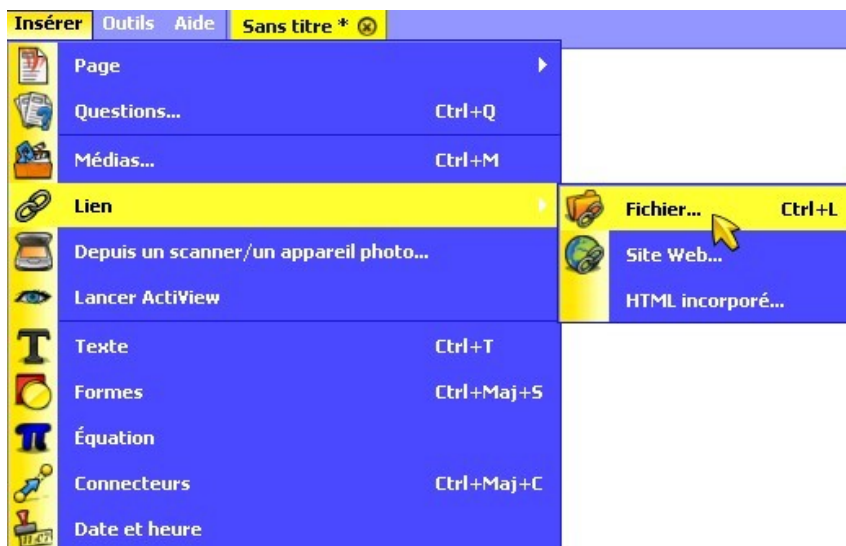 Insérer Outils Aide Sans titre *
Page
Questions... Ctrl+Q
Médias... Ctrl+M
Lien
Fichier... Ctrl+L
Depuis un scanner/un appareil photo...
Site Web...
Lancer ActiView
HTML incorporé...
Texte Ctrl+T
Formes Ctrl+Maj+S
Équation
Connecteurs Ctrl+Maj+C
Date et heure